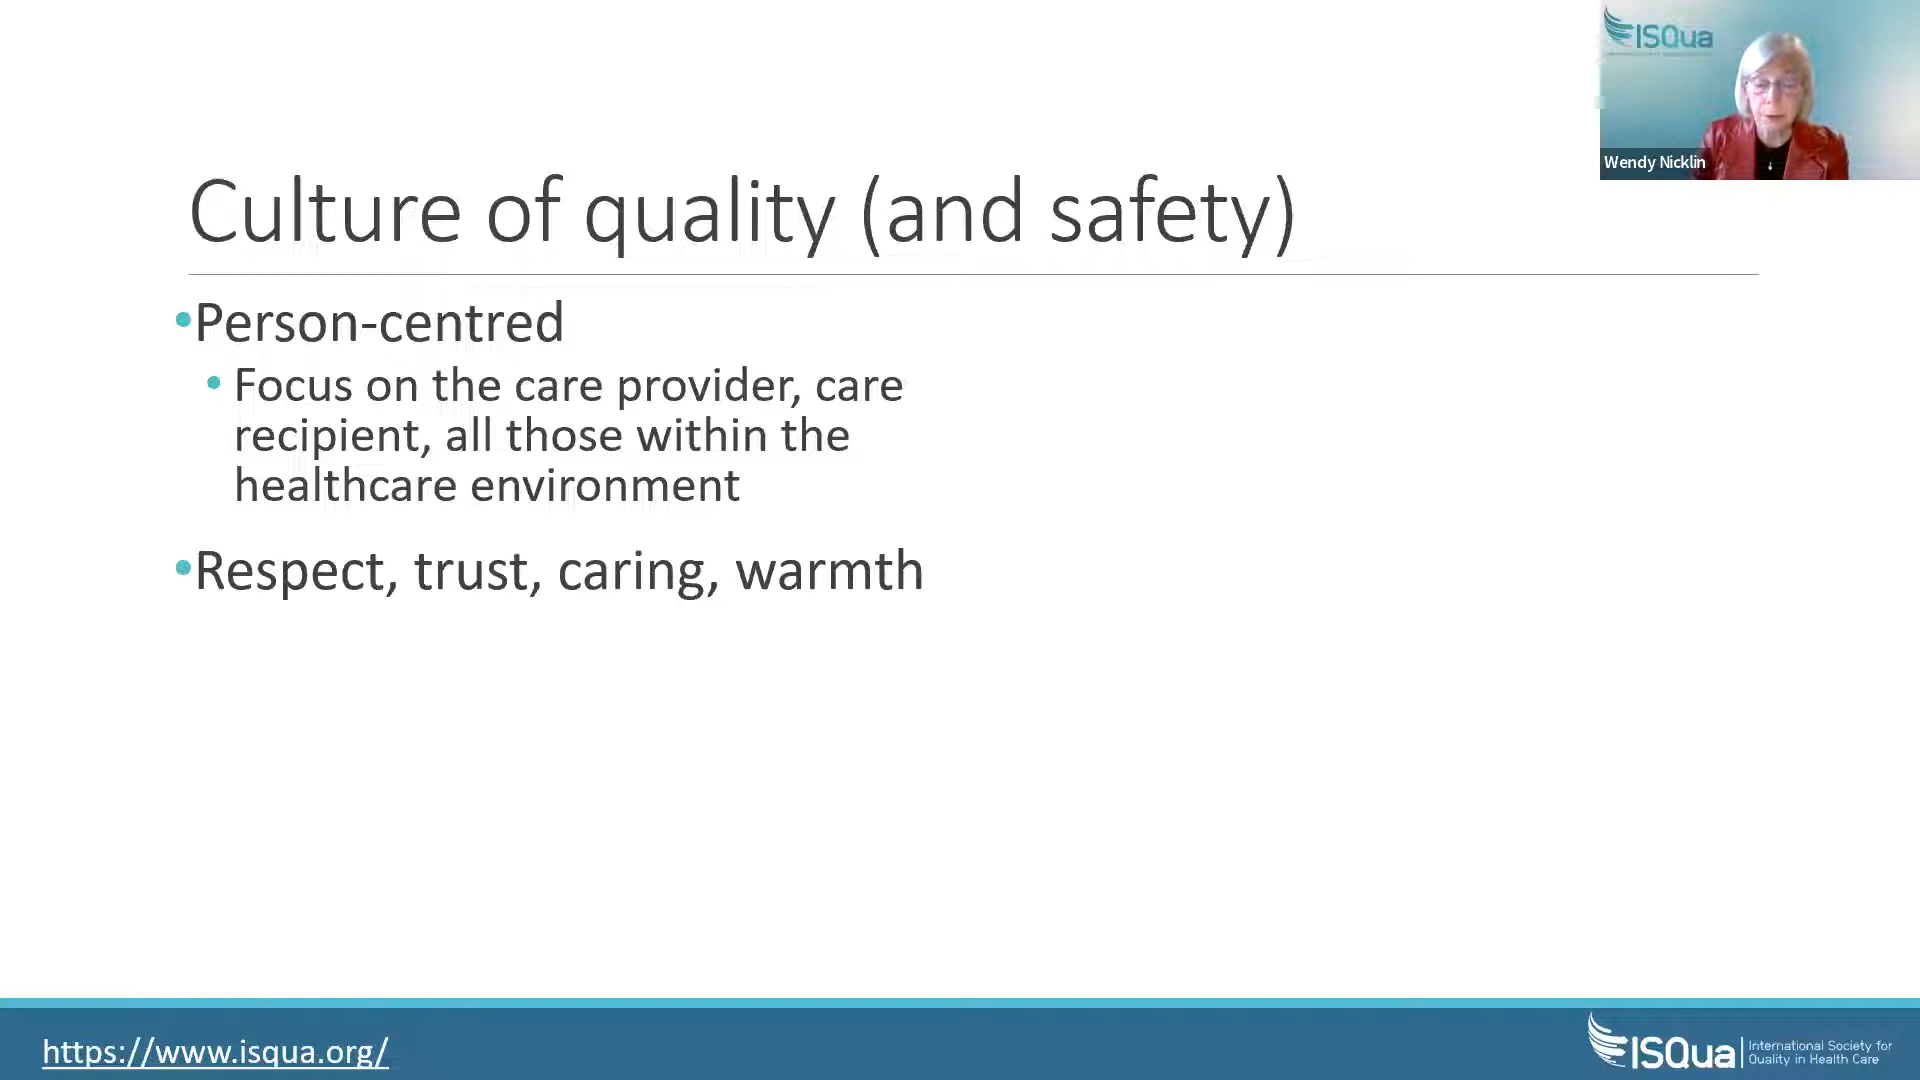 ISQua
Wendy Nicklin
Culture of quality (and safety)
•Person-centred
• Focus on the care provider, care
recipient, all those within the
healthcare environment
•Respect, trust, caring, warmth
https://www.isqua.org/
ISQua
International Society for
Quality in Health Care